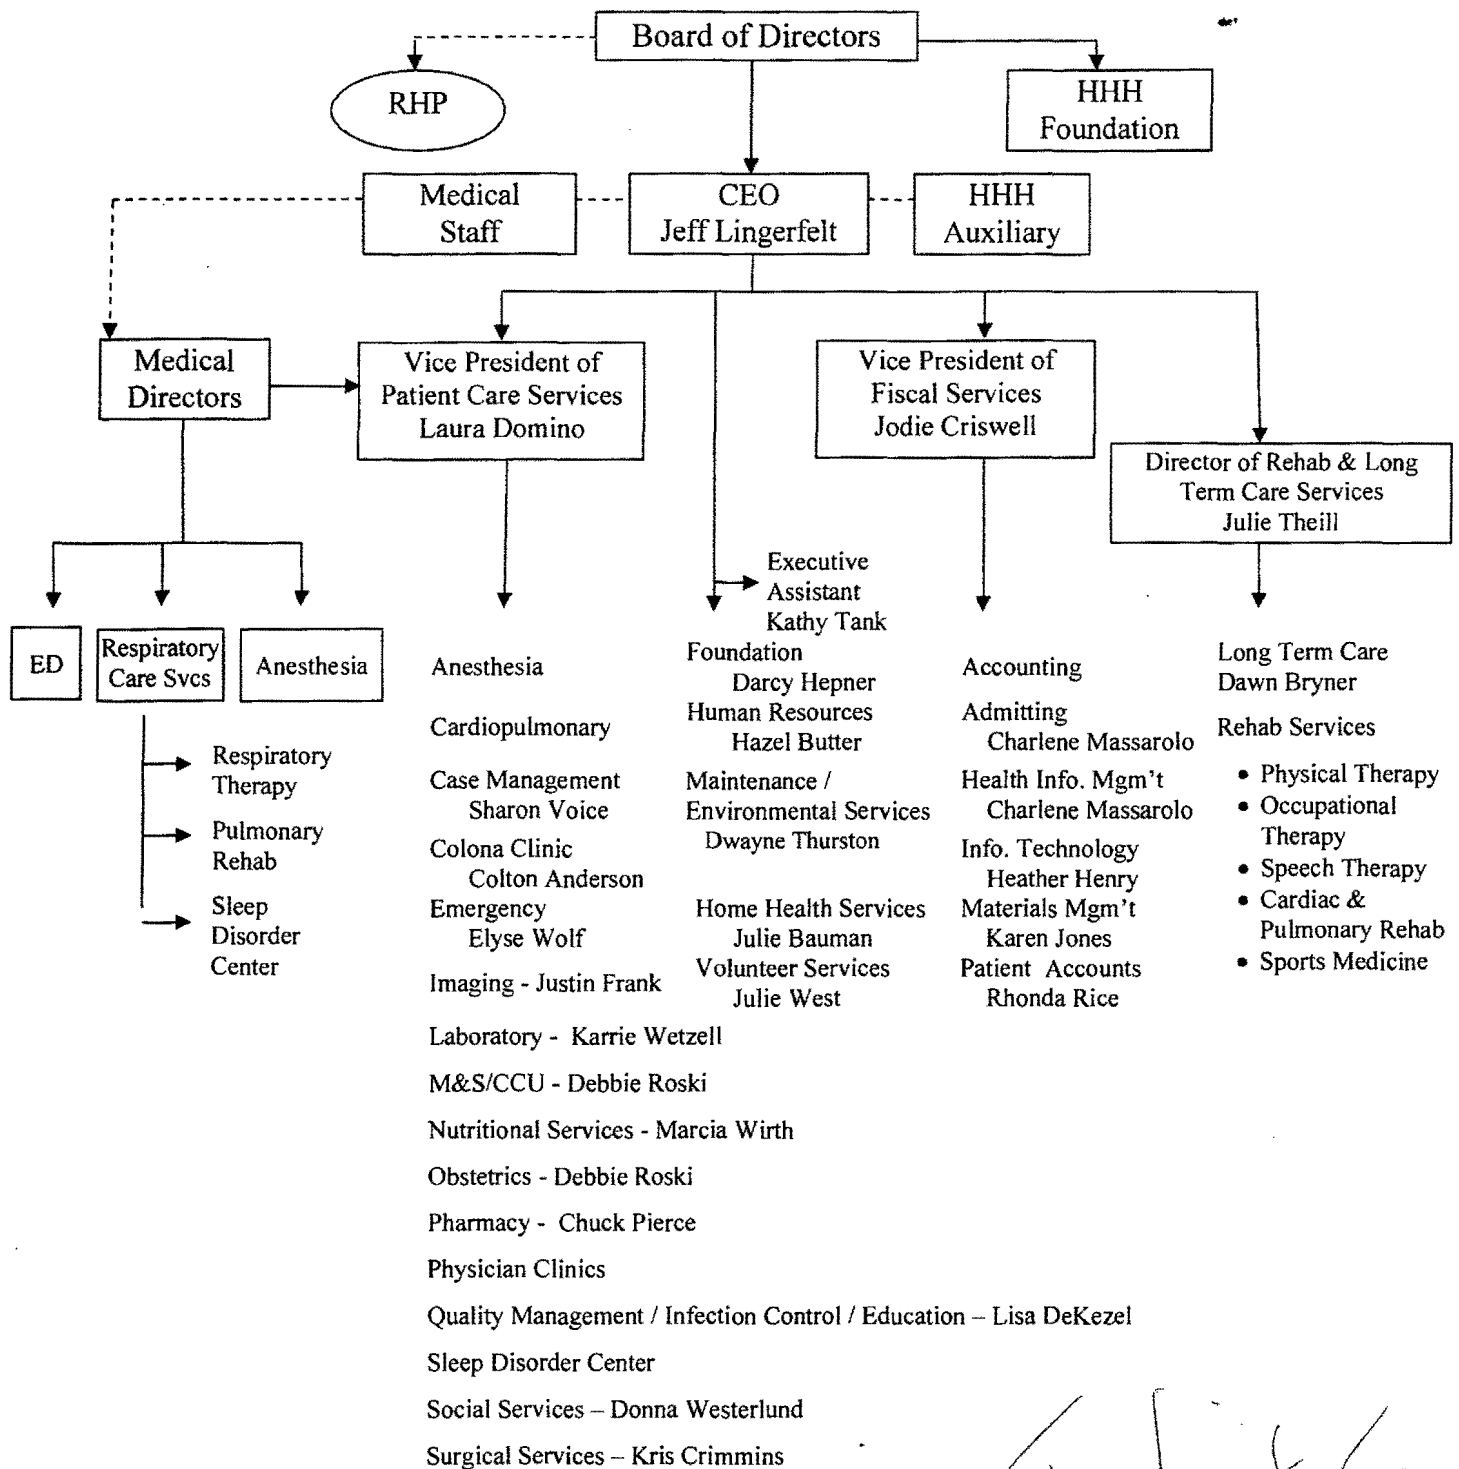 Board of Directors
RHP
HHH
Foundation
Medical
Staff
CEO
Jeff Lingerfelt
HHH
Auxiliary
Medical
Directors
Vice President of
Patient Care Services
Laura Domino
Vice President of
Fiscal Services
Jodie Criswell
Director of Rehab & Long
Term Care Services
Julie Theill
ED
Respiratory
Care Svcs
Anesthesia
Respiratory
Therapy
Pulmonary
Rehab
Sleep
Disorder
Center
Anesthesia
Cardiopulmonary
Case Management
Sharon Voice
Colona Clinic
Colton Anderson
Emergency
Elyse Wolf
Imaging - Justin Frank
Laboratory - Karrie Wetzell
M&S/CCU - Debbie Roski
Nutritional Services - Marcia Wirth
Obstetrics - Debbie Roski
Pharmacy - Chuck Pierce
Physician Clinics
Quality Management / Infection Control / Education – Lisa DeKezel
Sleep Disorder Center
Social Services – Donna Westerlund
Surgical Services – Kris Crimmins
Executive
Assistant
Kathy Tank
Foundation
Darcy Hepner
Human Resources
Hazel Butter
Maintenance /
Environmental Services
Dwayne Thurston
Home Health Services
Julie Bauman
Volunteer Services
Julie West
Accounting
Admitting
Charlene Massarolo
Health Info. Mgm't
Charlene Massarolo
Info. Technology
Heather Henry
Materials Mgm't
Karen Jones
Patient Accounts
Rhonda Rice
Long Term Care
Dawn Bryner
Rehab Services
• Physical Therapy
• Occupational
Therapy
• Speech Therapy
• Cardiac &
Pulmonary Rehab
• Sports Medicine